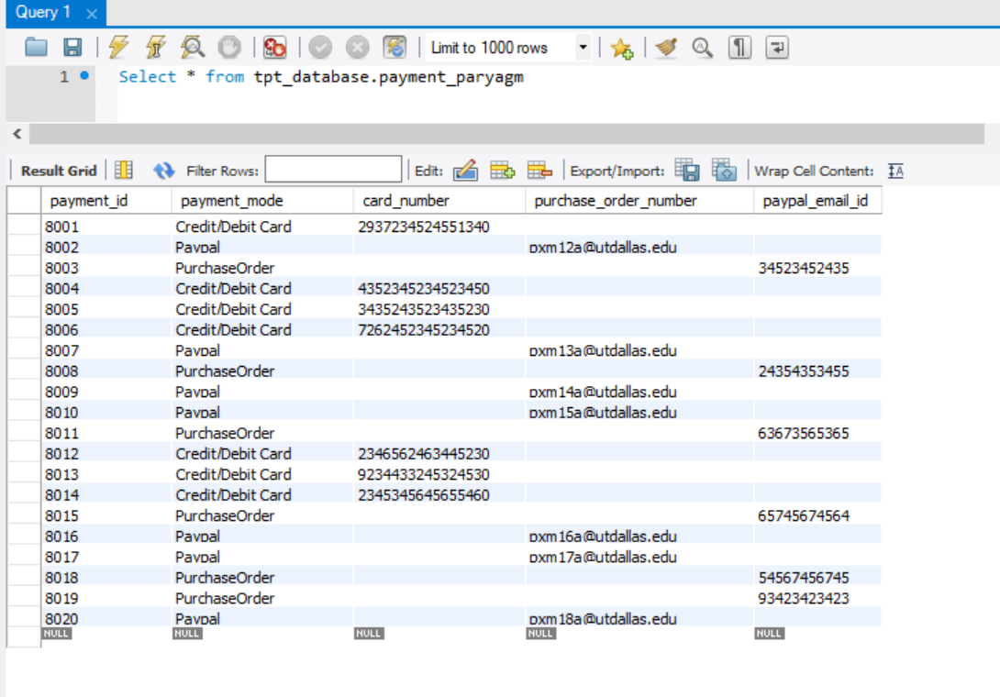 Query 1
Limit to 1000 rows
1 Select * from tpt_database.payment_paryagm
Result Grid Filter Rows: Edit: Export/Import: Wrap Cell Content:
payment_id payment_mode card_number purchase_order_number paypal_email_id
8001 Credit/Debit Card 2937234524551340
8002 Paypal pxm12a@utdallas.edu
8003 PurchaseOrder 34523452435
8004 Credit/Debit Card 4352345234523450
8005 Credit/Debit Card 3435243523435230
8006 Credit/Debit Card 7262452345234520
8007 Paypal pxm13a@utdallas.edu
8008 PurchaseOrder 24354353455
8009 Paypal pxm14a@utdallas.edu
8010 Paypal pxm15a@utdallas.edu
8011 PurchaseOrder 63673565365
8012 Credit/Debit Card 2346562463445230
8013 Credit/Debit Card 9234433245324530
8014 Credit/Debit Card 2345345645655460
8015 PurchaseOrder 65745674564
8016 Paypal pxm16a@utdallas.edu
8017 Paypal pxm17a@utdallas.edu
8018 PurchaseOrder 54567456745
8019 PurchaseOrder 93423423423
8020 Paypal pxm18a@utdallas.edu
NULL NULL NULL NULL NULL